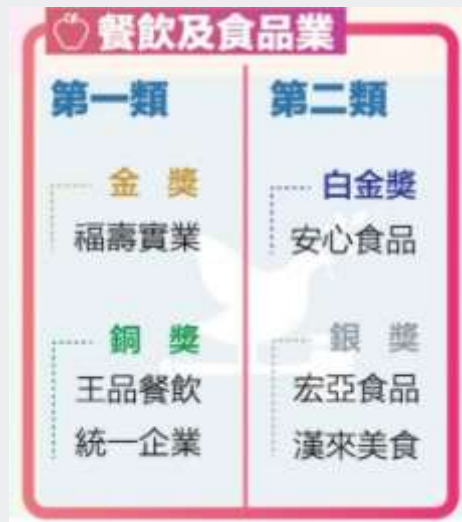 餐飲及食品業
第一類
金獎
福壽實業
銅獎
王品餐飲
統一企業
第二類
白金獎
安心食品
銀獎
宏亞食品
漢來美食